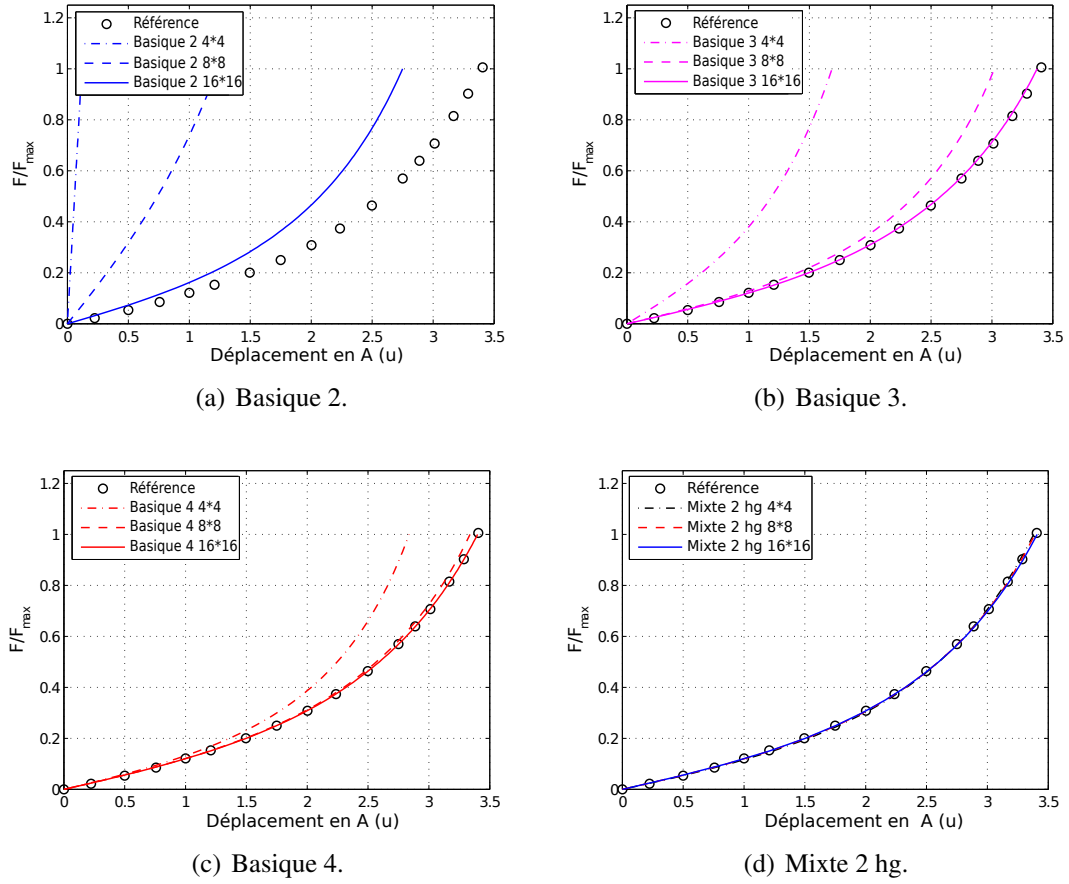 Référence
Basique 2 4*4
Basique 2 8*8
Basique 2 16*16
1.2
1
0.8
0.6
0.4
0.2
0
F/Fmax
0 0.5 1 1.5 2 2.5 3 3.5
Déplacement en A (u)
(a) Basique 2.
Référence
Basique 3 4*4
Basique 3 8*8
Basique 3 16*16
1.2
1
0.8
0.6
0.4
0.2
0
F/Fmax
0 0.5 1 1.5 2 2.5 3 3.5
Déplacement en A (u)
(b) Basique 3.
Référence
Basique 4 4*4
Basique 4 8*8
Basique 4 16*16
1.2
1
0.8
0.6
0.4
0.2
0
F/Fmax
0 0.5 1 1.5 2 2.5 3 3.5
Déplacement en A (u)
(c) Basique 4.
Référence
Mixte 2 hg 4*4
Mixte 2 hg 8*8
Mixte 2 hg 16*16
1.2
1
0.8
0.6
0.4
0.2
0
F/Fmax
0 0.5 1 1.5 2 2.5 3 3.5
Déplacement en A (u)
(d) Mixte 2 hg.